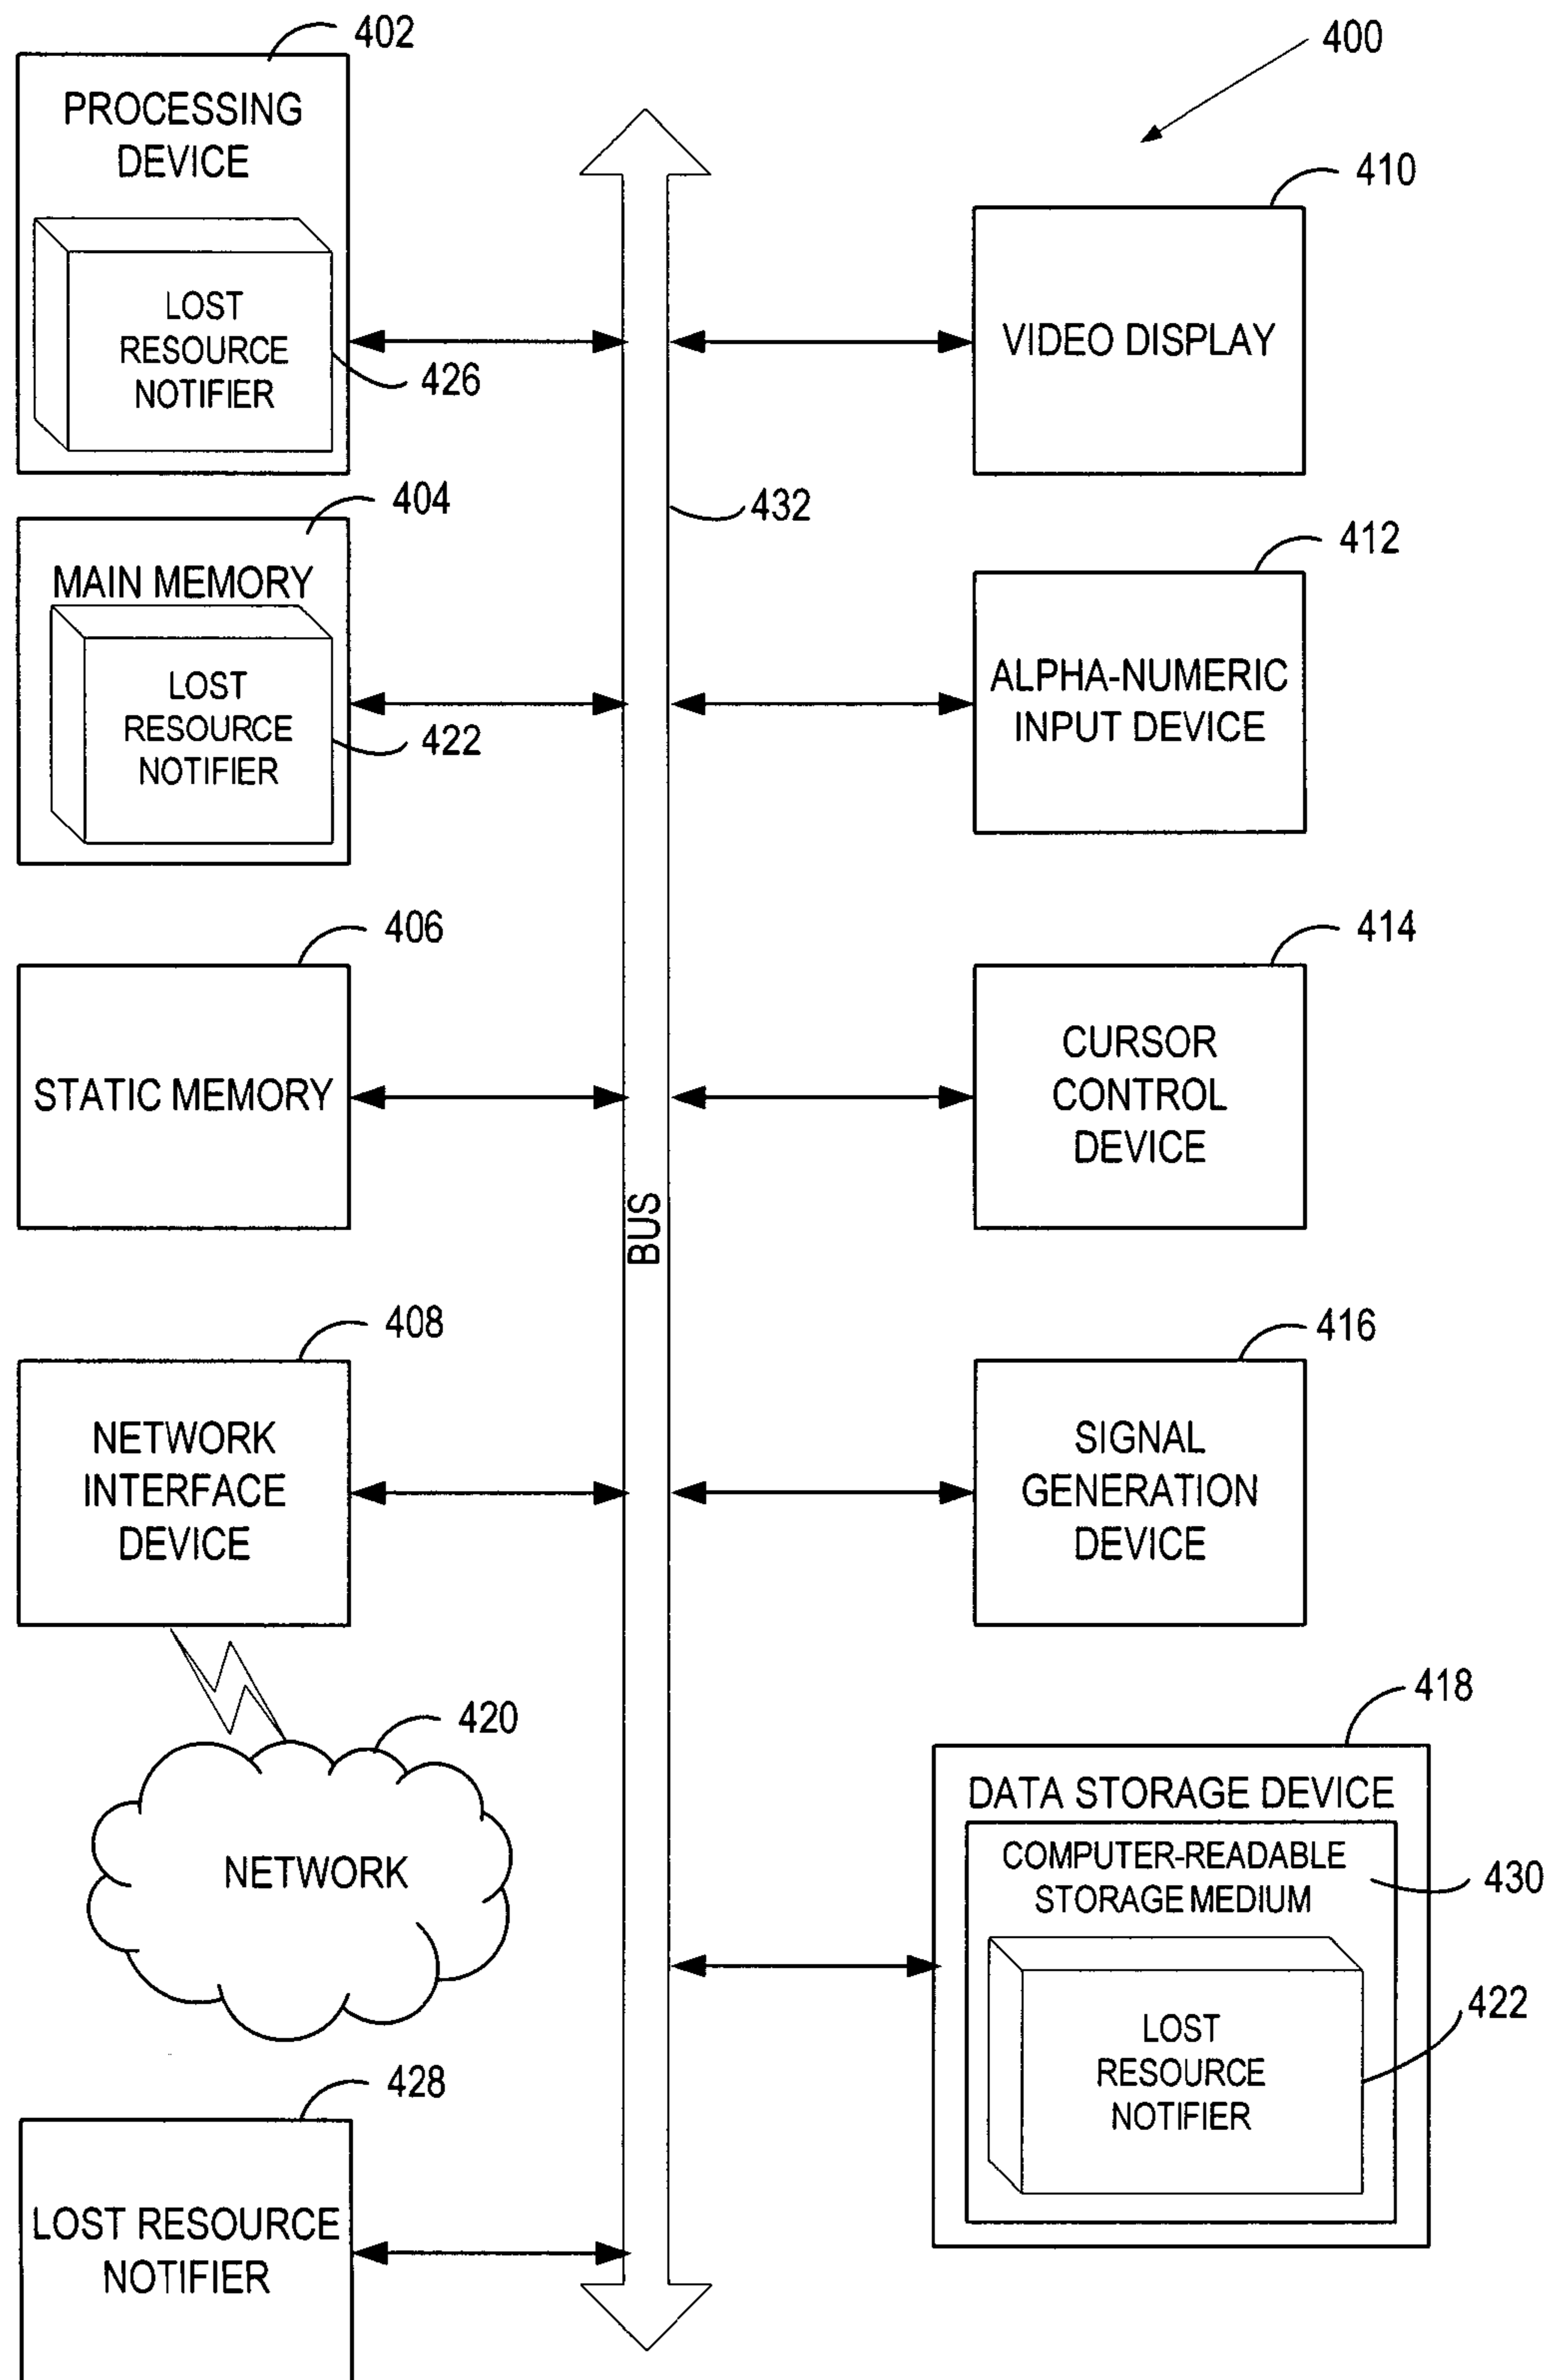 402
PROCESSING
DEVICE
LOST
RESOURCE
NOTIFIER
426
404
MAIN MEMORY
LOST
RESOURCE
NOTIFIER
422
406
STATIC MEMORY
408
NETWORK
INTERFACE
DEVICE
420
NETWORK
428
LOST RESOURCE
NOTIFIER
BUS
432
400
410
VIDEO DISPLAY
412
ALPHA-NUMERIC
INPUT DEVICE
414
CURSOR
CONTROL
DEVICE
416
SIGNAL
GENERATION
DEVICE
418
DATA STORAGE DEVICE
COMPUTER-READABLE
STORAGE MEDIUM
430
LOST
RESOURCE
NOTIFIER
422